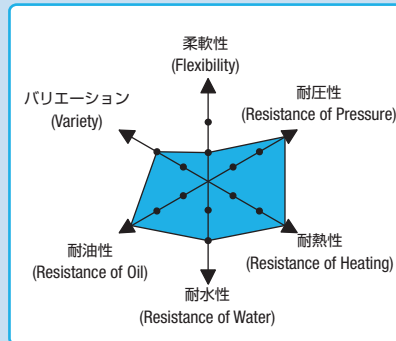 柔軟性
(Flexibility)
バリエーション
(Variety)
耐圧性
(Resistance of Pressure)
耐油性
(Resistance of Oil)
耐熱性
(Resistance of Heating)
耐水性
(Resistance of Water)